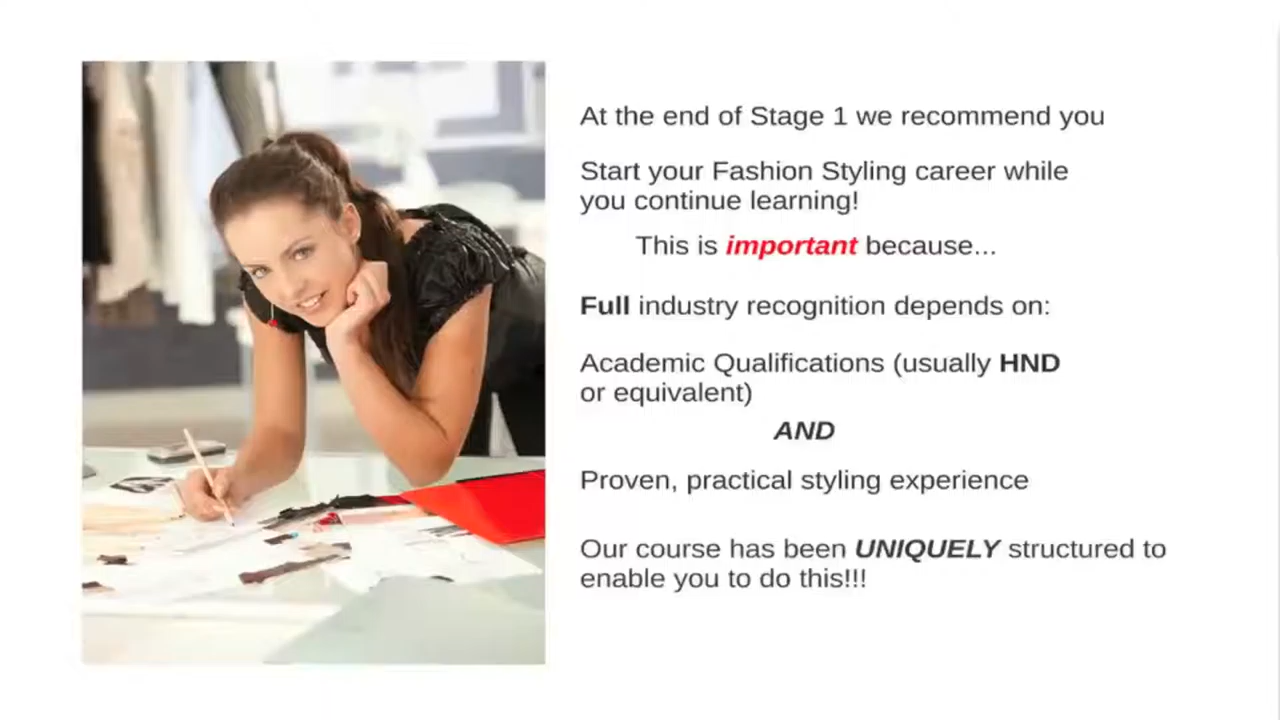 At the end of Stage 1 we recommend you
Start your Fashion Styling career while
you continue learning!
This is important because...
Full industry recognition depends on:
Academic Qualifications (usually HND
or equivalent)
AND
Proven, practical styling experience
Our course has been UNIQUELY structured to
enable you to do this!!!